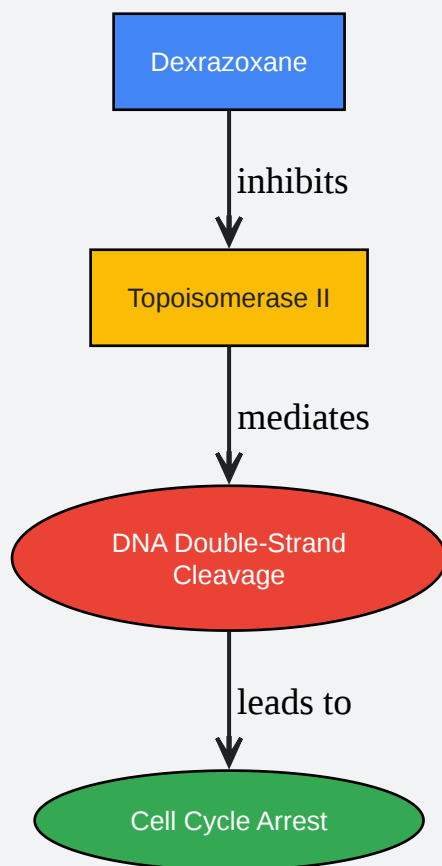 Dexrazoxane
inhibits
Topoisomerase II
mediates
DNA Double-Strand
Cleavage
leads to
Cell Cycle Arrest